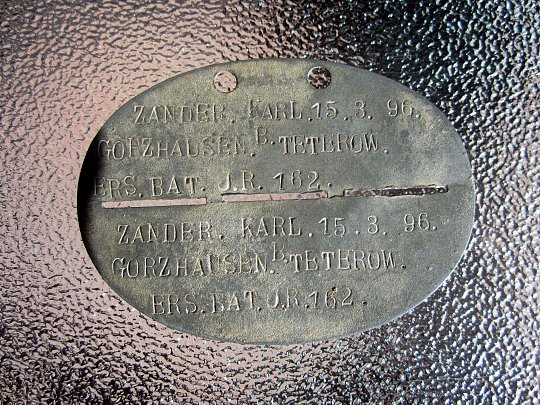 ZANDER. KARL. 15. 3. 96.
GORZHAUSEN. B. TETEROW.
ERS. BAT. J.R. 162.
ZANDER. KARL. 15. 3. 96.
GORZHAUSEN. B. TETEROW.
ERS. BAT. J.R. 162.